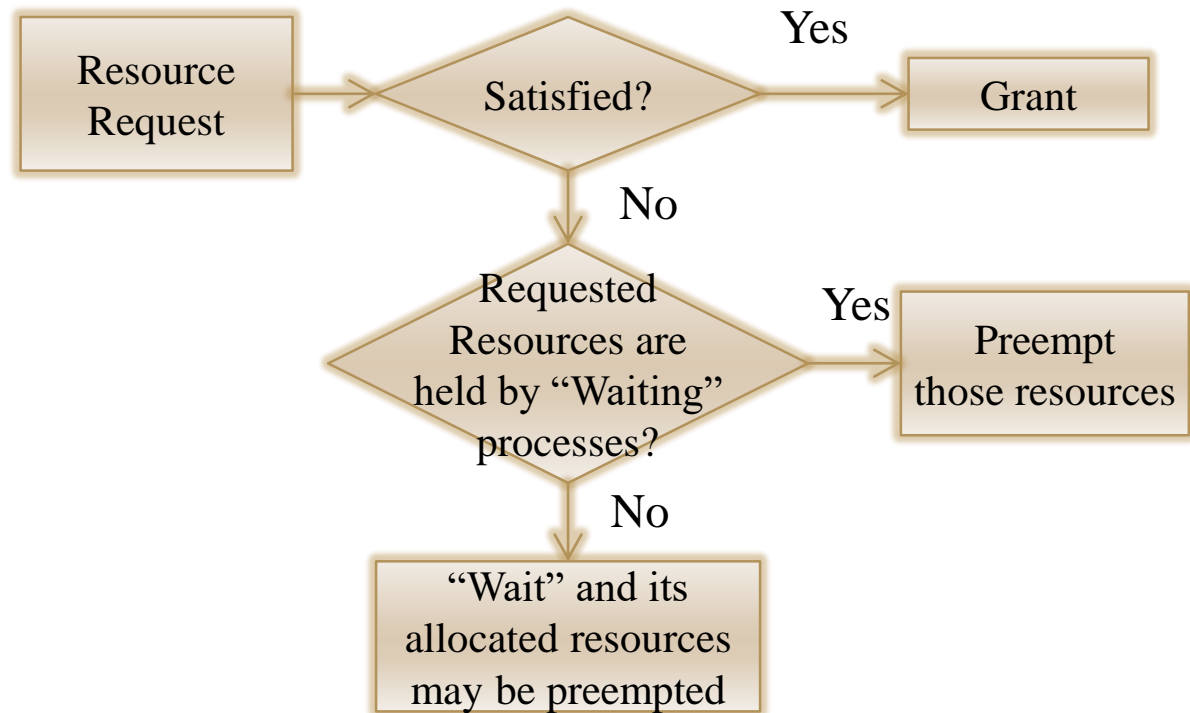 Resource
Request
Satisfied?
Yes
Grant
No
Requested
Resources are
held by “Waiting”
processes?
Yes
Preempt
those resources
No
“Wait” and its
allocated resources
may be preempted